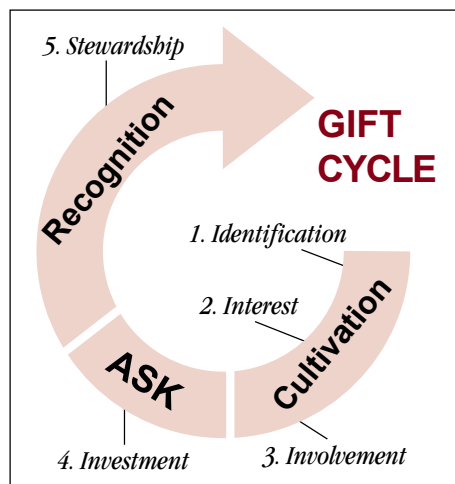 5. Stewardship
GIFT
CYCLE
Recognition
1. Identification
2. Interest
Cultivation
ASK
3. Involvement
4. Investment